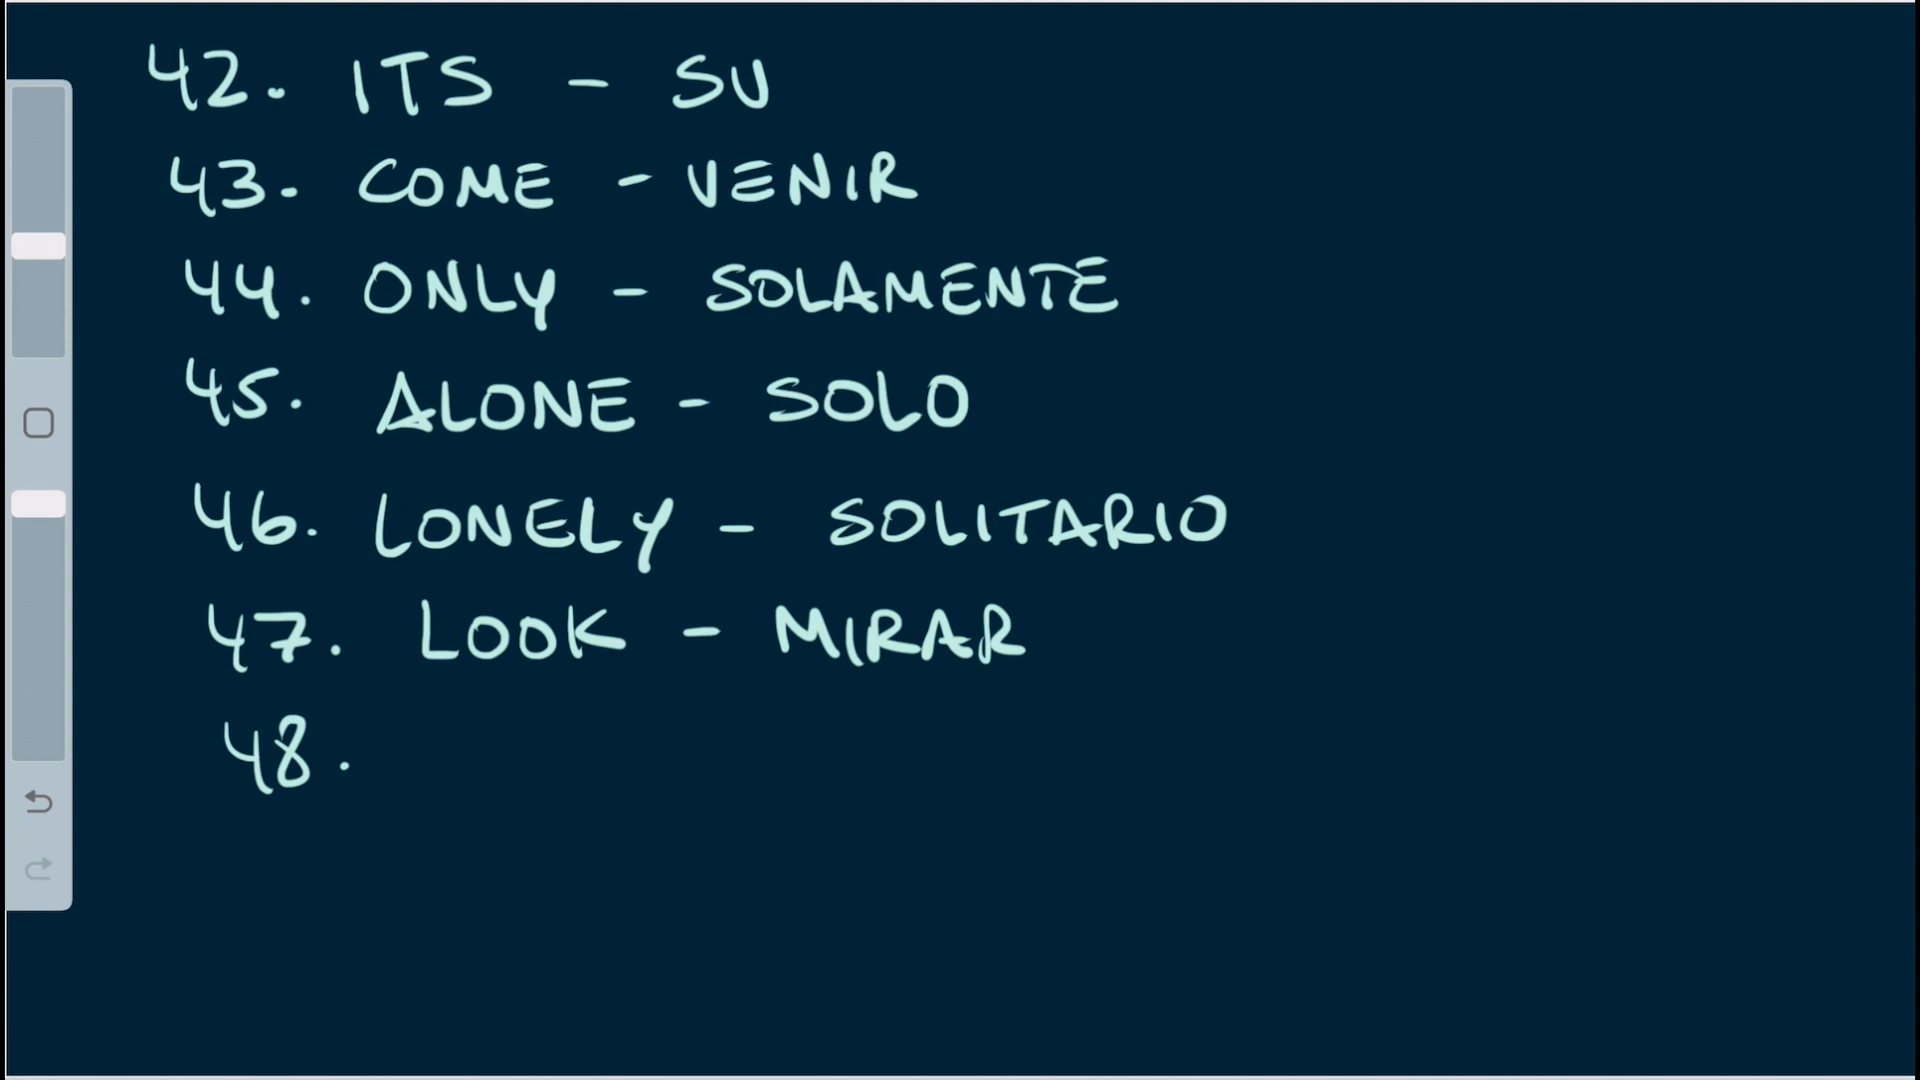 42. ITS - SU
43. COME - VENIR
44. ONLY - SOLAMENTE
45. ALONE - SOLO
46. LONELY - SOLITARIO
47. LOOK - MIRAR
48.